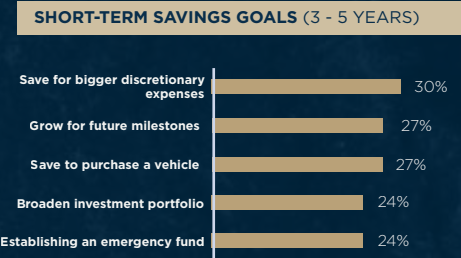 SHORT-TERM SAVINGS GOALS (3 - 5 YEARS)
Save for bigger discretionary
expenses
30%
Grow for future milestones
27%
Save to purchase a vehicle
27%
Broaden investment portfolio
24%
Establishing an emergency fund
24%